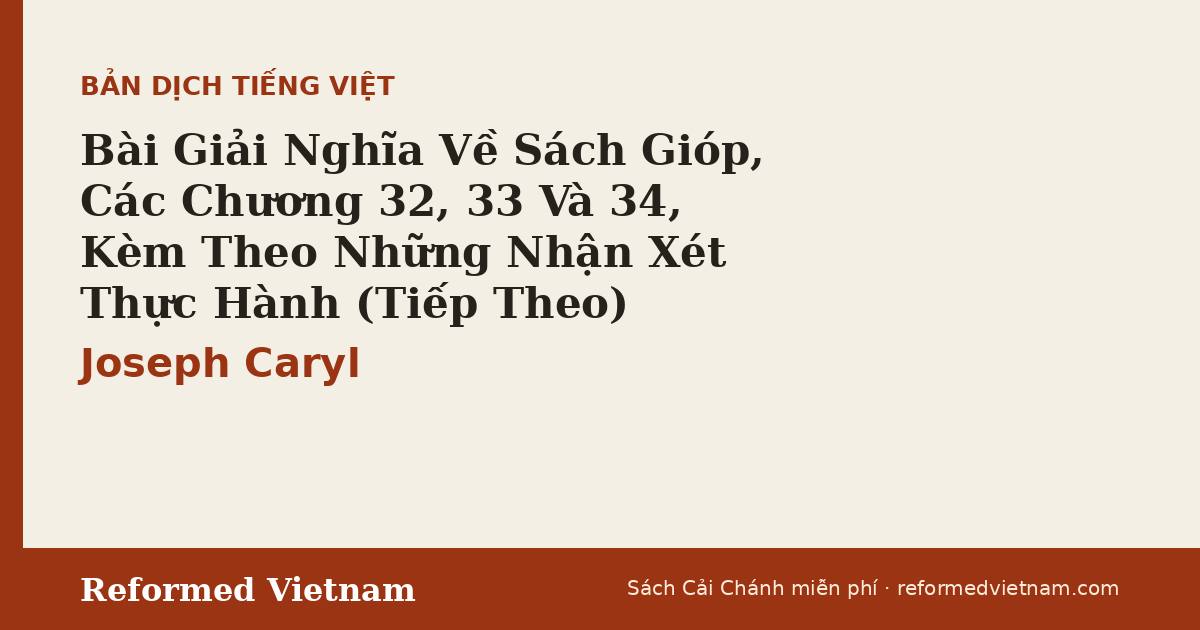 BẢN DỊCH TIẾNG VIỆT
Bài Giải Nghĩa Về Sách Gióp,
Các Chương 32, 33 Và 34,
Kèm Theo Những Nhận Xét
Thực Hành (Tiếp Theo)
Joseph Caryl
Reformed Vietnam
Sách Cải Chánh miễn phí · reformedvietnam.com